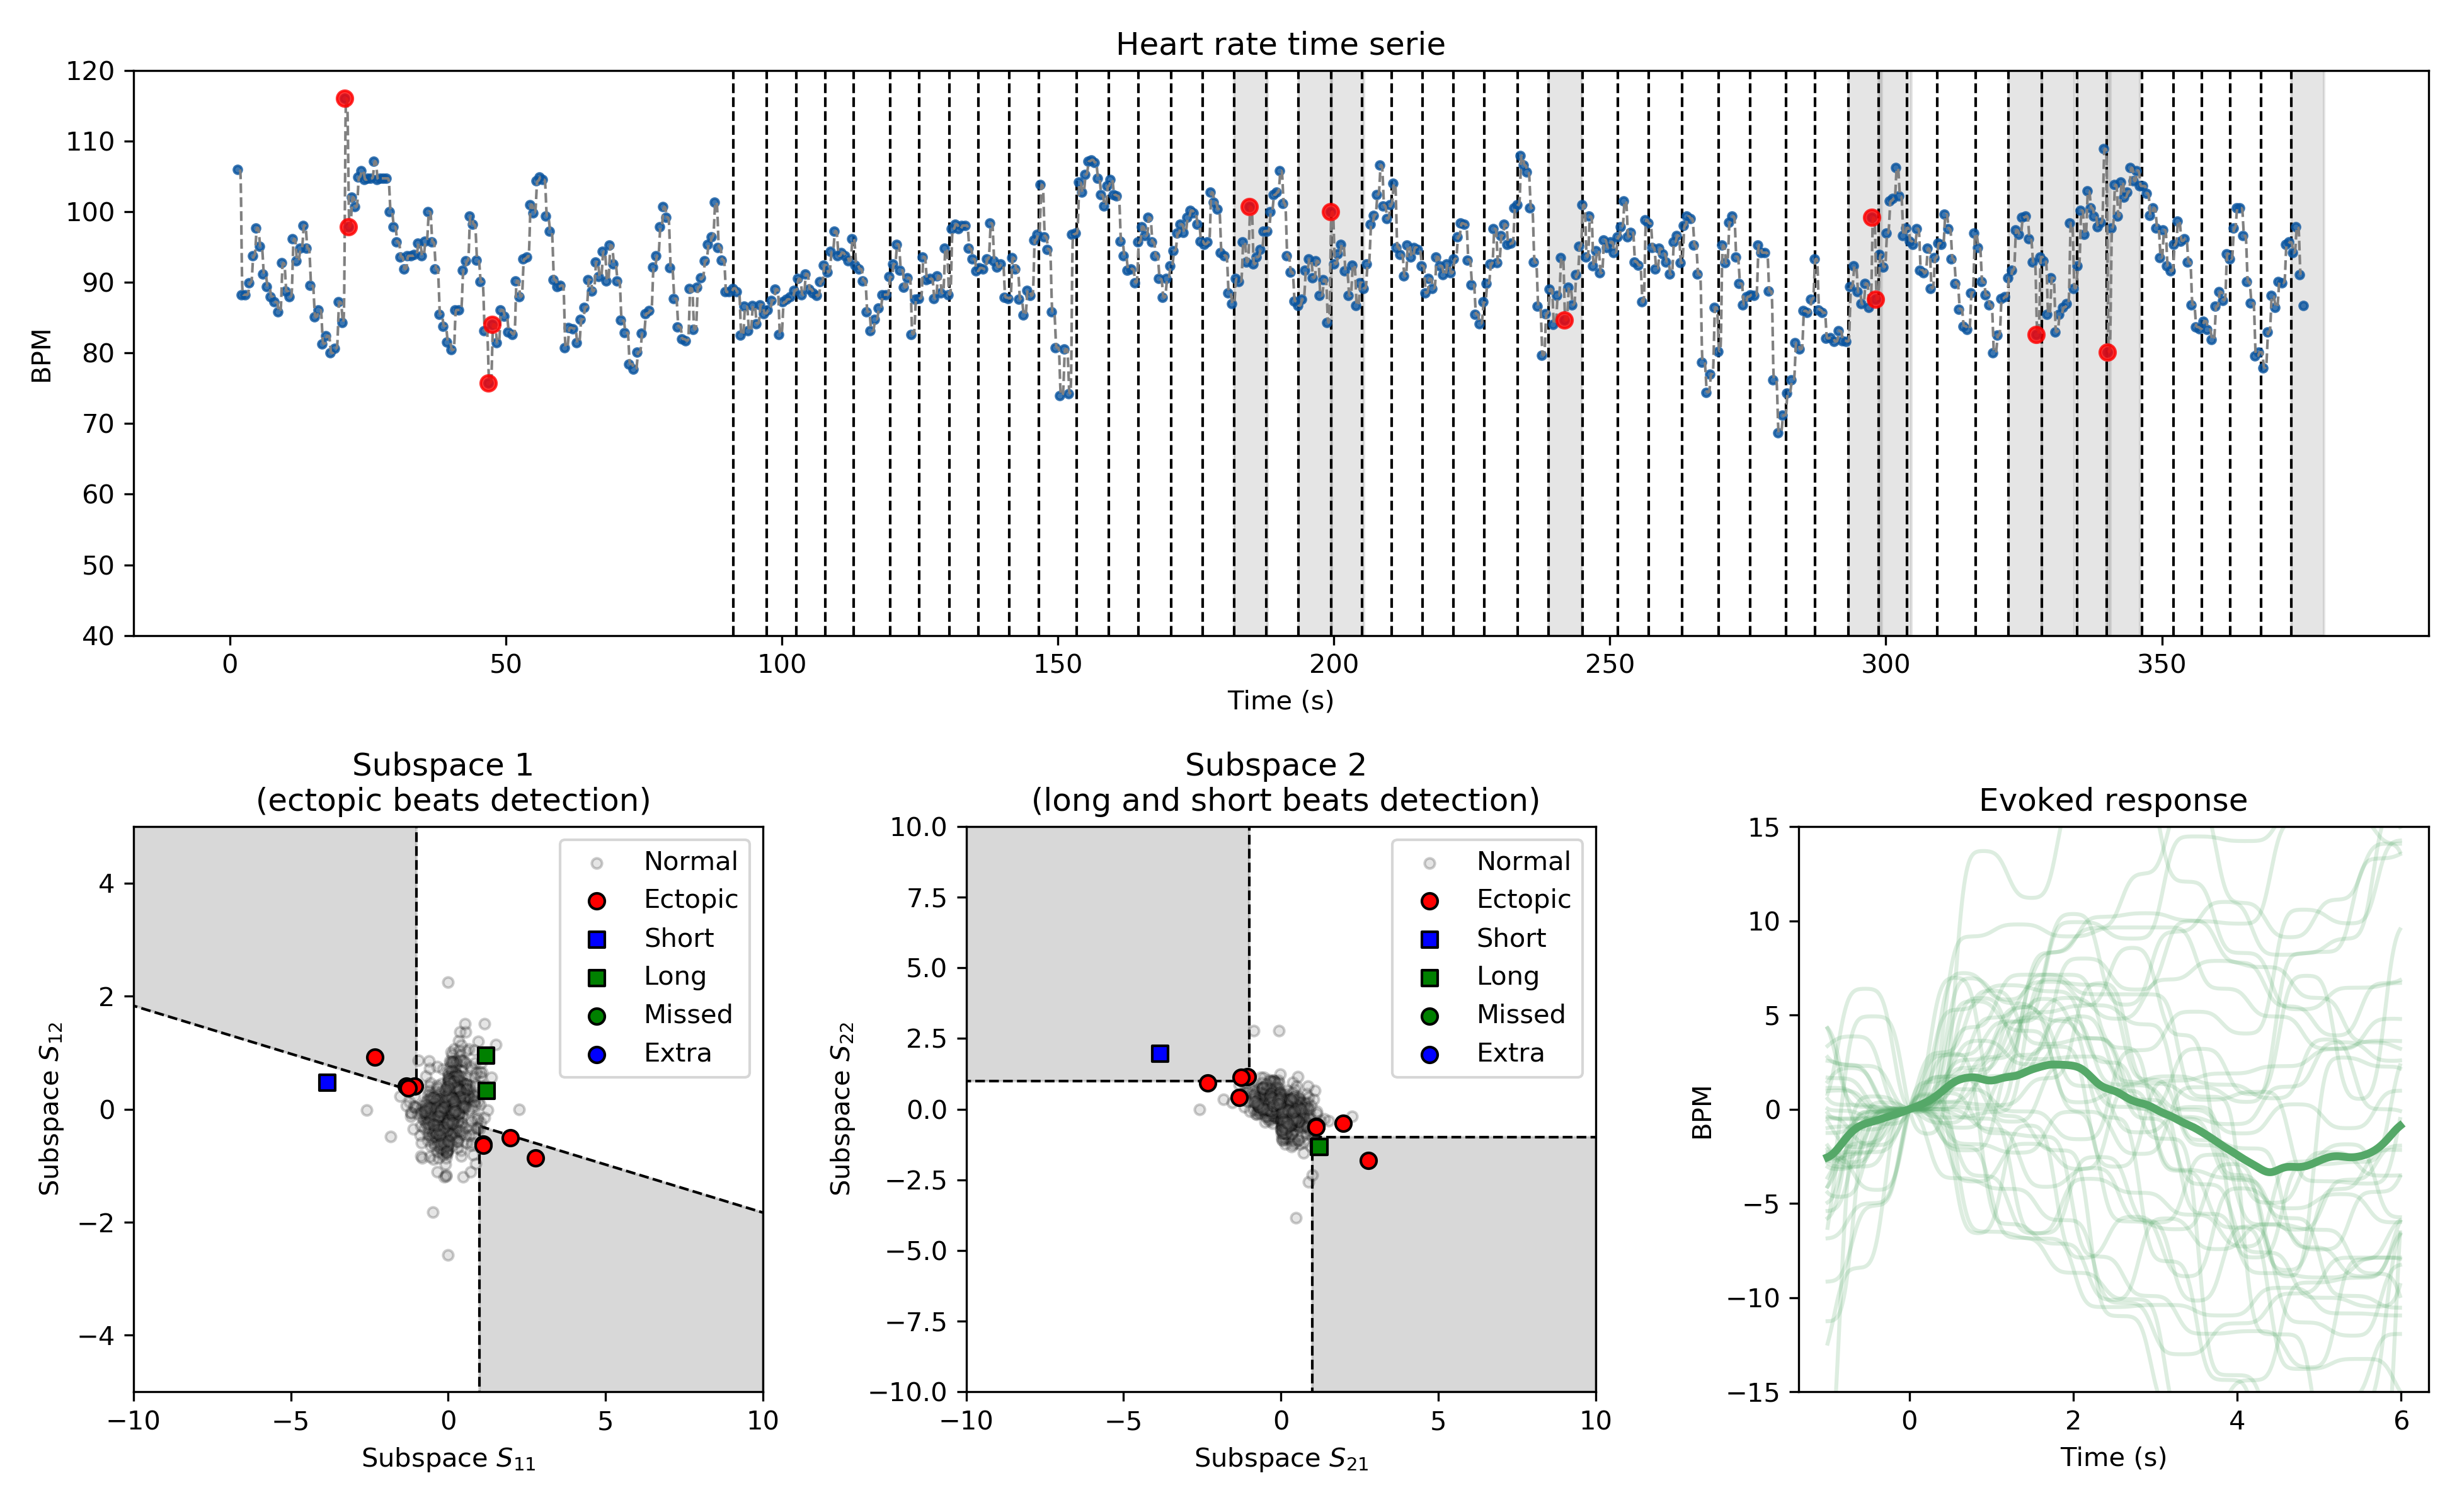 Heart rate time serie
120
110
100
90
80
70
60
50
40
BPM
0 50 100 150 200 250 300 350
Time (s)
Subspace 1
(ectopic beats detection)
4
2
0
−2
−4
Subspace S12
−10 −5 0 5 10
Subspace S11
Normal
Ectopic
Short
Long
Missed
Extra
Subspace 2
(long and short beats detection)
10.0
7.5
5.0
2.5
0.0
−2.5
−5.0
−7.5
−10.0
Subspace S22
−10 −5 0 5 10
Subspace S21
Normal
Ectopic
Short
Long
Missed
Extra
Evoked response
15
10
5
0
−5
−10
−15
BPM
0 2 4 6
Time (s)